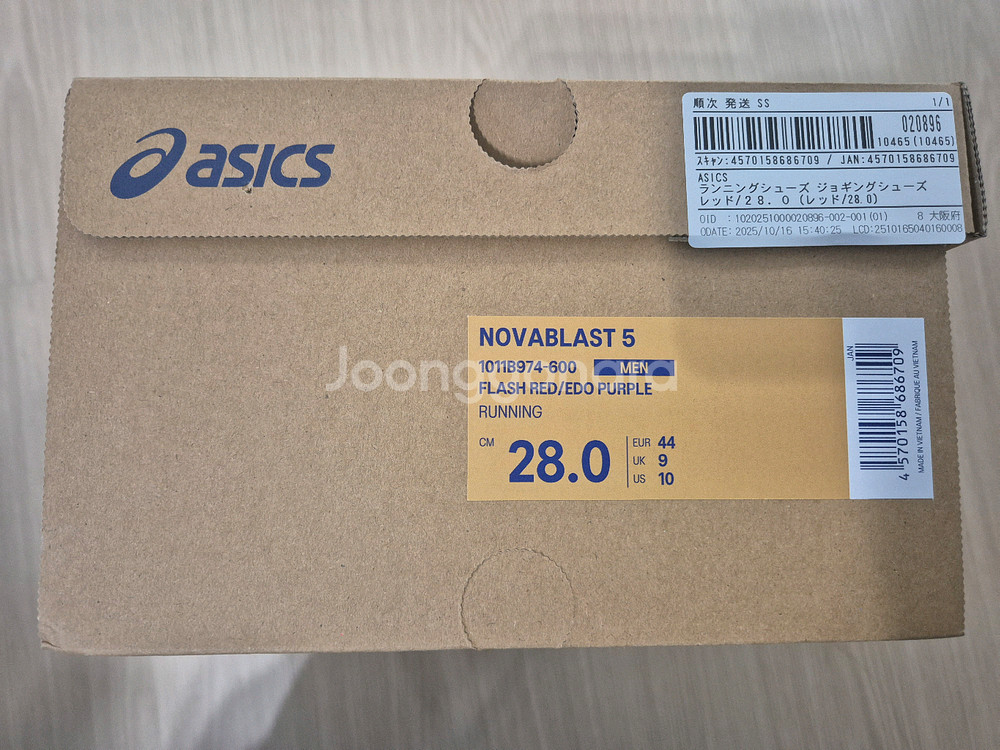 asics
順次 発送 SS 1/1
020896
10465(10465)
スキャン:4570158686709 / JAN:4570158686709
ASICS
ランニングシューズ ジョギングシューズ
レッド/28.0 (レッド/28.0)
OID :1020251000020896-002-001(01) 8 大阪府
ODATE: 2025/10/16 15:40:25 LCD:2510165040160008
NOVABLAST 5
1011B974-600 MEN
Joonggonara
FLASH RED/EDO PURPLE
RUNNING
CM 28.0
EUR 44
UK 9
US 10
JAN
4 570158 686709
MADE IN VIETNAM / FABRIQUE AU VIETNAM